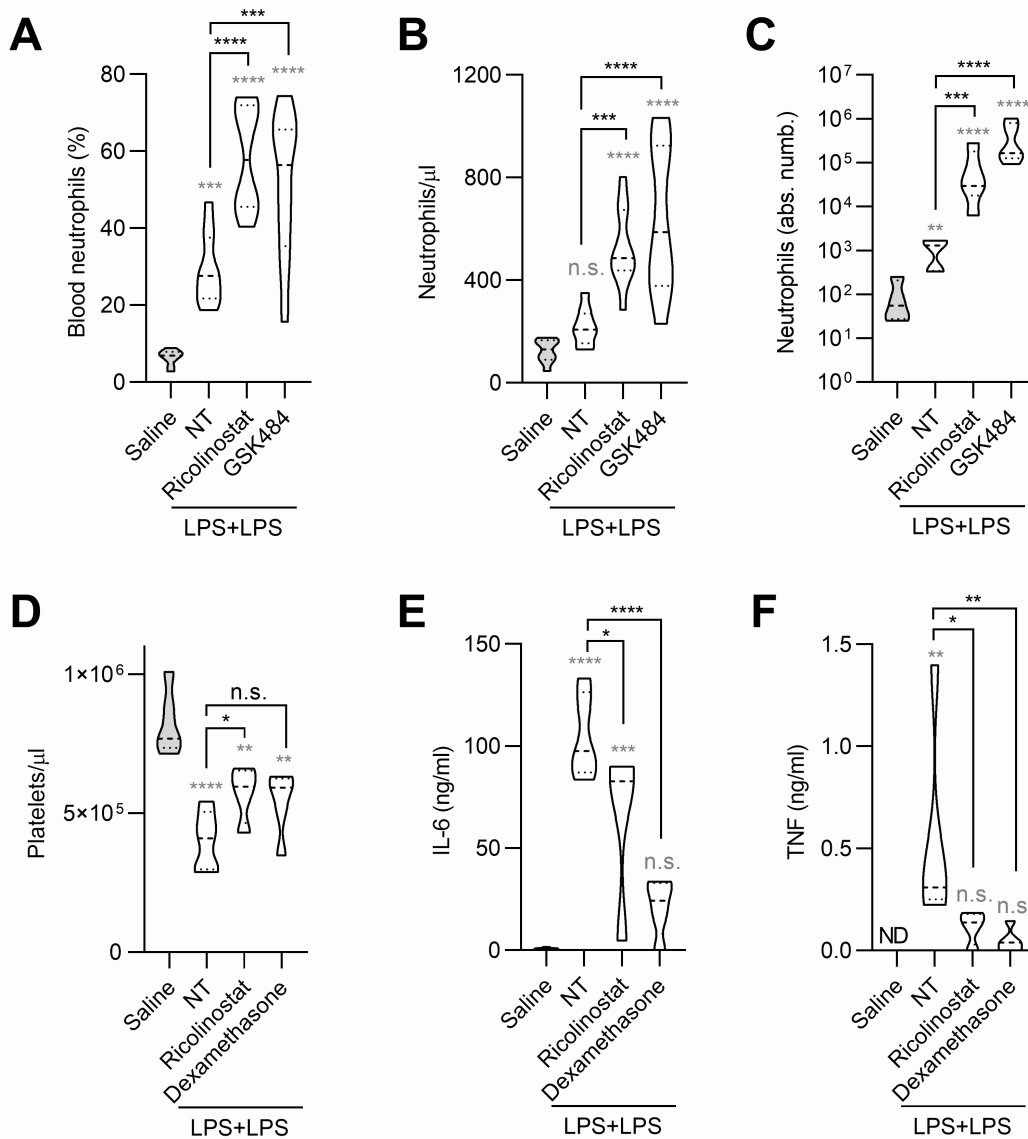 A
Blood neutrophils (%)
80
60
40
20
0
***
****
***
****
****
Saline
NT
Ricolinostat
GSK484
LPS+LPS
B
Neutrophils/µl
1200
800
400
0
****
***
n.s.
****
****
Saline
NT
Ricolinostat
GSK484
LPS+LPS
C
Neutrophils (abs. numb.)
10⁷
10⁶
10⁵
10⁴
10³
10²
10¹
10⁰
****
***
**
****
****
Saline
NT
Ricolinostat
GSK484
LPS+LPS
D
Platelets/µl
1×10⁶
5×10⁵
0
n.s.
*
****
**
**
Saline
NT
Ricolinostat
Dexamethasone
LPS+LPS
E
IL-6 (ng/ml)
150
100
50
0
****
*
****
***
n.s.
Saline
NT
Ricolinostat
Dexamethasone
LPS+LPS
F
TNF (ng/ml)
1.5
1.0
0.5
0.0
**
*
**
n.s.
n.s
ND
Saline
NT
Ricolinostat
Dexamethasone
LPS+LPS